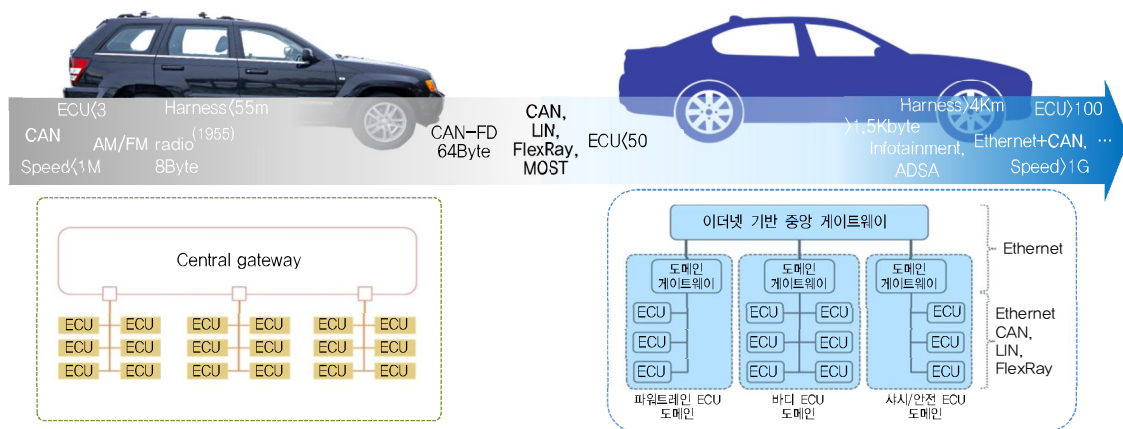 ECU<3
Harness<55m
CAN
AM/FM radio(1955)
Speed<1M
8Byte
CAN-FD
64Byte
CAN,
LIN,
FlexRay,
MOST
ECU<50
Harness>4Km
ECU>100
>1.5Kbyte
Infotainment,
Ethernet+CAN, ⋯
ADSA
Speed>1G
Central gateway
ECU ECU ECU ECU ECU ECU
ECU ECU ECU ECU ECU ECU
ECU ECU ECU ECU ECU ECU
이더넷 기반 중앙 게이트웨이
도메인
게이트웨이
도메인
게이트웨이
도메인
게이트웨이
ECU ECU ECU ECU
ECU ECU ECU ECU
ECU ECU ECU ECU
파워트레인 ECU
도메인
바디 ECU
도메인
샤시/안전 ECU
도메인
Ethernet
Ethernet
CAN,
LIN,
FlexRay